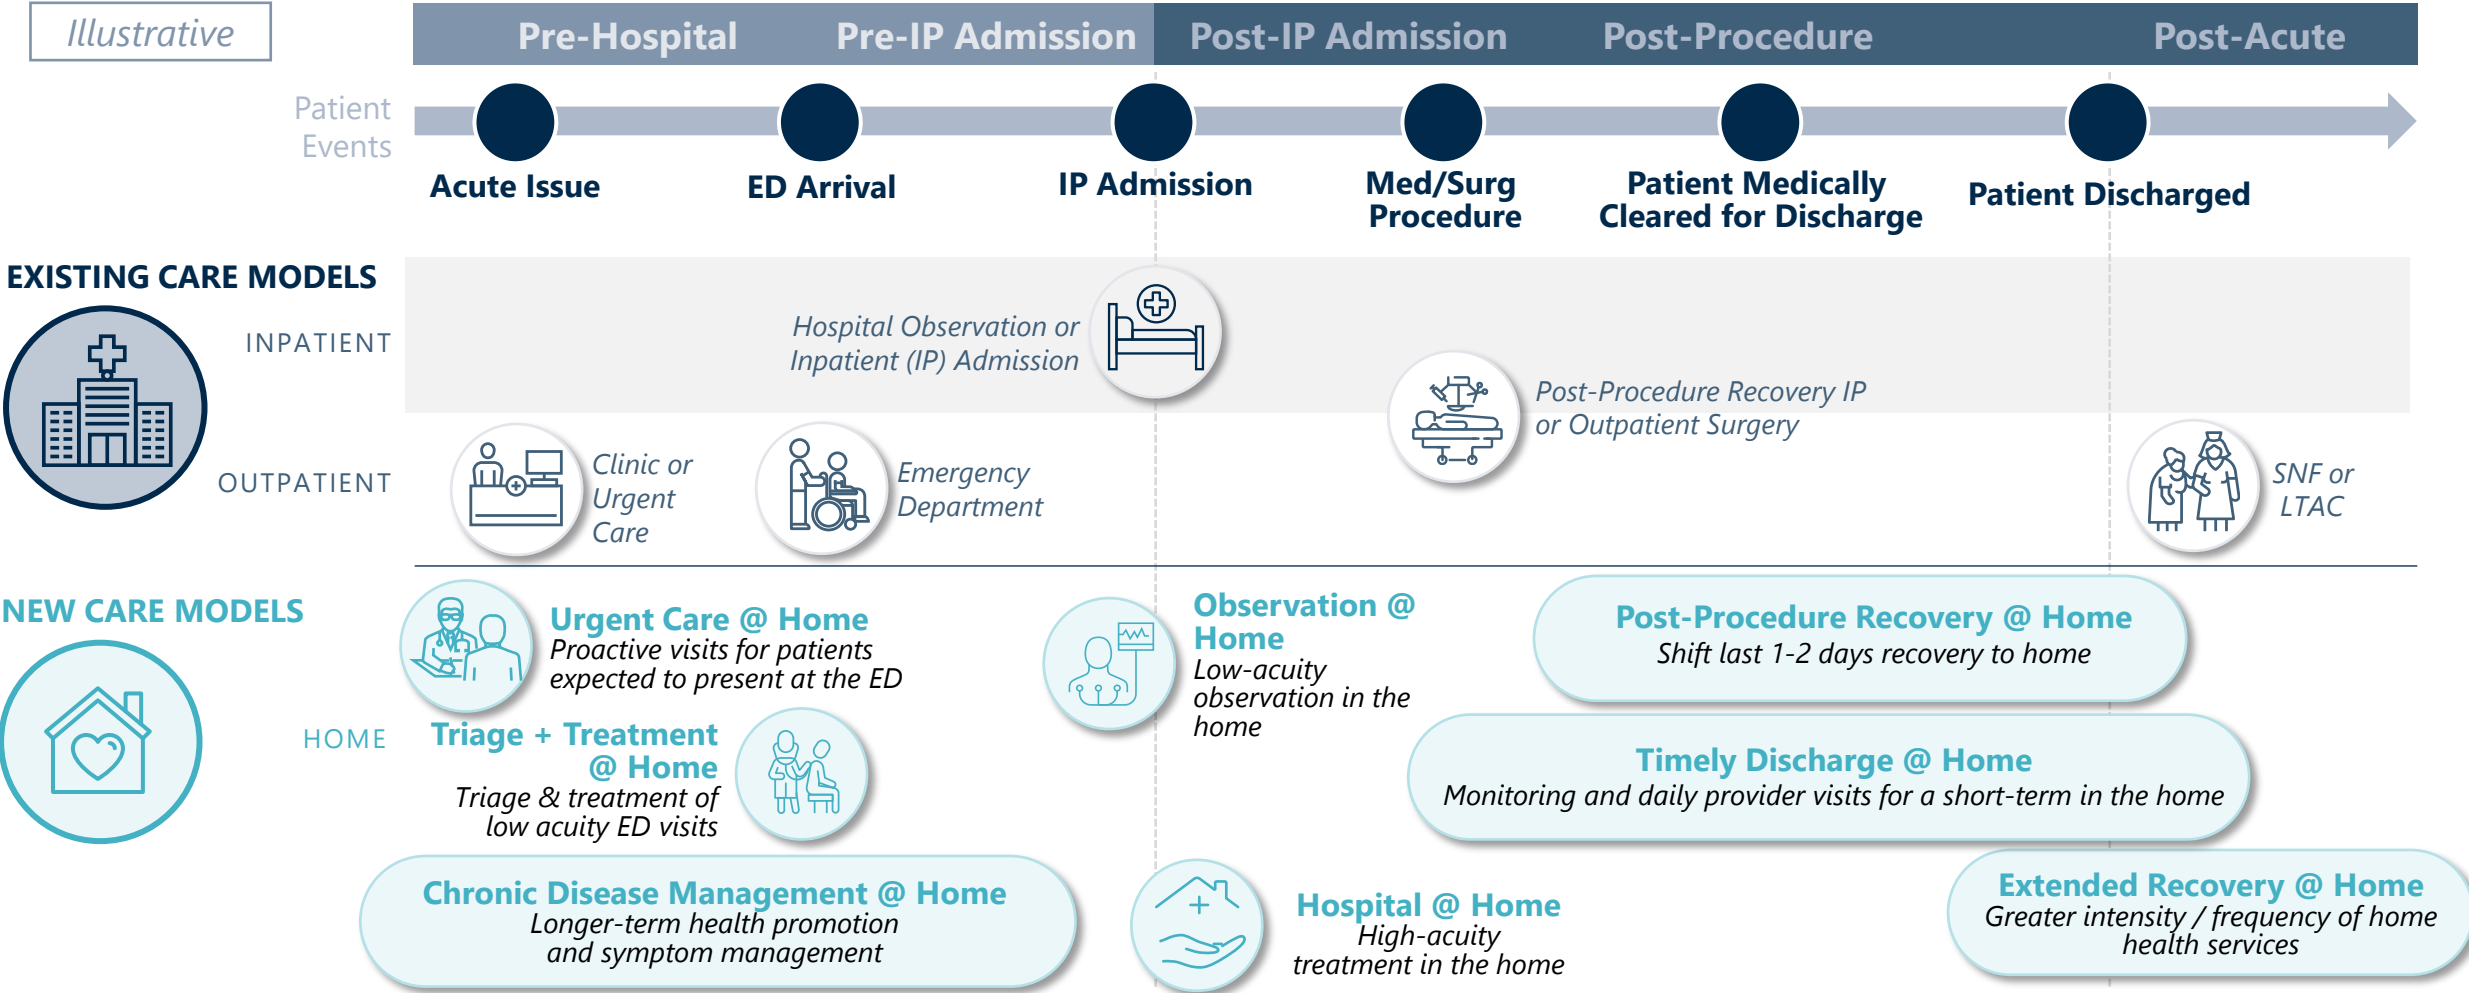 Illustrative
Pre-Hospital
Pre-IP Admission
Post-IP Admission
Post-Procedure
Post-Acute
Patient
Events
Acute Issue
ED Arrival
IP Admission
Med/Surg
Procedure
Patient Medically
Cleared for Discharge
Patient Discharged
EXISTING CARE MODELS
INPATIENT
Hospital Observation or
Inpatient (IP) Admission
Post-Procedure Recovery IP
or Outpatient Surgery
OUTPATIENT
Clinic or
Urgent
Care
Emergency
Department
SNF or
LTAC
NEW CARE MODELS
HOME
Urgent Care @ Home
Proactive visits for patients
expected to present at the ED
Triage + Treatment
@ Home
Triage & treatment of
low acuity ED visits
Chronic Disease Management @ Home
Longer-term health promotion
and symptom management
Observation @
Home
Low-acuity
observation in the
home
Hospital @ Home
High-acuity
treatment in the home
Post-Procedure Recovery @ Home
Shift last 1-2 days recovery to home
Timely Discharge @ Home
Monitoring and daily provider visits for a short-term in the home
Extended Recovery @ Home
Greater intensity / frequency of home
health services